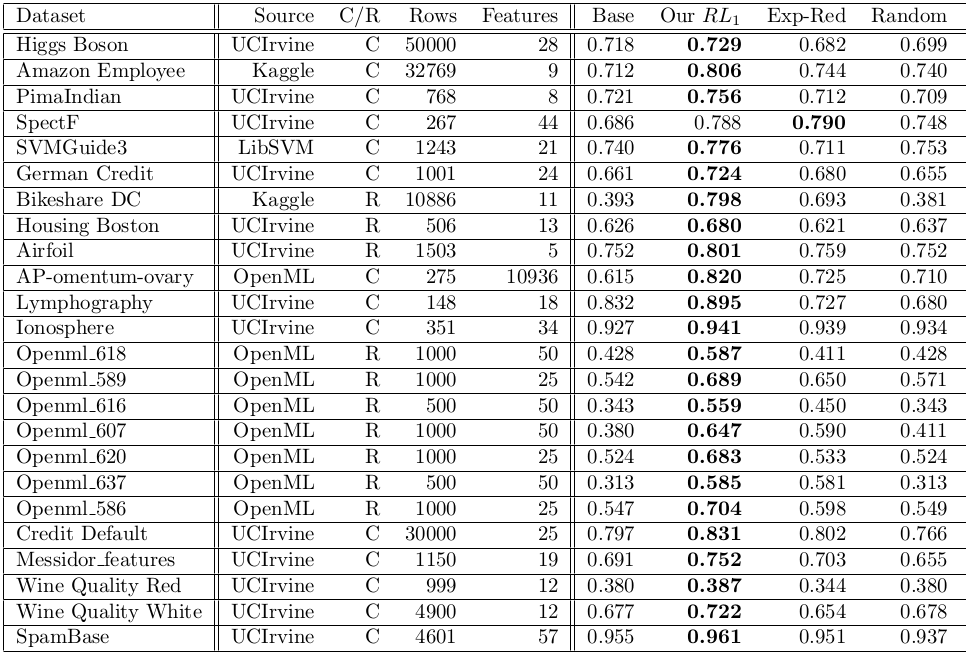 Dataset Source C/R Rows Features Base Our RL1 Exp-Red Random
Higgs Boson UCIrvine C 50000 28 0.718 0.729 0.682 0.699
Amazon Employee Kaggle C 32769 9 0.712 0.806 0.744 0.740
PimaIndian UCIrvine C 768 8 0.721 0.756 0.712 0.709
SpectF UCIrvine C 267 44 0.686 0.788 0.790 0.748
SVMGuide3 LibSVM C 1243 21 0.740 0.776 0.711 0.753
German Credit UCIrvine C 1001 24 0.661 0.724 0.680 0.655
Bikeshare DC Kaggle R 10886 11 0.393 0.798 0.693 0.381
Housing Boston UCIrvine R 506 13 0.626 0.680 0.621 0.637
Airfoil UCIrvine R 1503 5 0.752 0.801 0.759 0.752
AP-omentum-ovary OpenML C 275 10936 0.615 0.820 0.725 0.710
Lymphography UCIrvine C 148 18 0.832 0.895 0.727 0.680
Ionosphere UCIrvine C 351 34 0.927 0.941 0.939 0.934
Openml_618 OpenML R 1000 50 0.428 0.587 0.411 0.428
Openml_589 OpenML R 1000 25 0.542 0.689 0.650 0.571
Openml_616 OpenML R 500 50 0.343 0.559 0.450 0.343
Openml_607 OpenML R 1000 50 0.380 0.647 0.590 0.411
Openml_620 OpenML R 1000 25 0.524 0.683 0.533 0.524
Openml_637 OpenML R 500 50 0.313 0.585 0.581 0.313
Openml_586 OpenML R 1000 25 0.547 0.704 0.598 0.549
Credit Default UCIrvine C 30000 25 0.797 0.831 0.802 0.766
Messidor_features UCIrvine C 1150 19 0.691 0.752 0.703 0.655
Wine Quality Red UCIrvine C 999 12 0.380 0.387 0.344 0.380
Wine Quality White UCIrvine C 4900 12 0.677 0.722 0.654 0.678
SpamBase UCIrvine C 4601 57 0.955 0.961 0.951 0.937